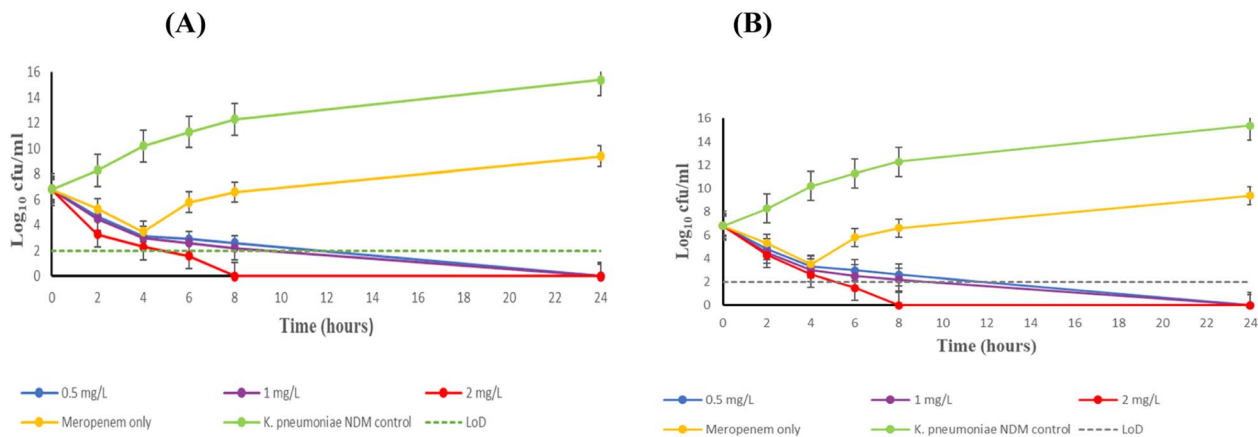 (A)
Log10 cfu/ml
16
14
12
10
8
6
4
2
0
0 2 4 6 8 10 12 14 16 18 20 22 24
Time (hours)
0.5 mg/L 1 mg/L 2 mg/L
Meropenem only K. pneumoniae NDM control LoD
(B)
Log10 cfu/ml
16
14
12
10
8
6
4
2
0
0 2 4 6 8 10 12 14 16 18 20 22 24
Time (hours)
0.5 mg/L 1 mg/L 2 mg/L
Meropenem only K. pneumoniae NDM control LoD